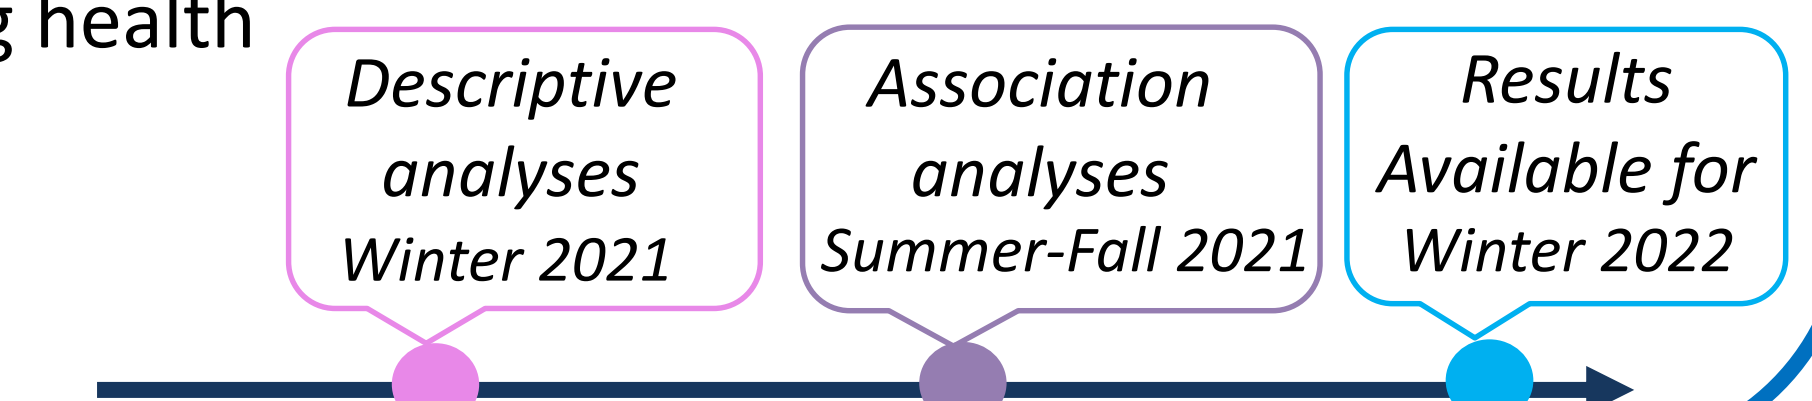 health
Descriptive
analyses
Winter 2021
Association
analyses
Summer-Fall 2021
Results
Available for
Winter 2022